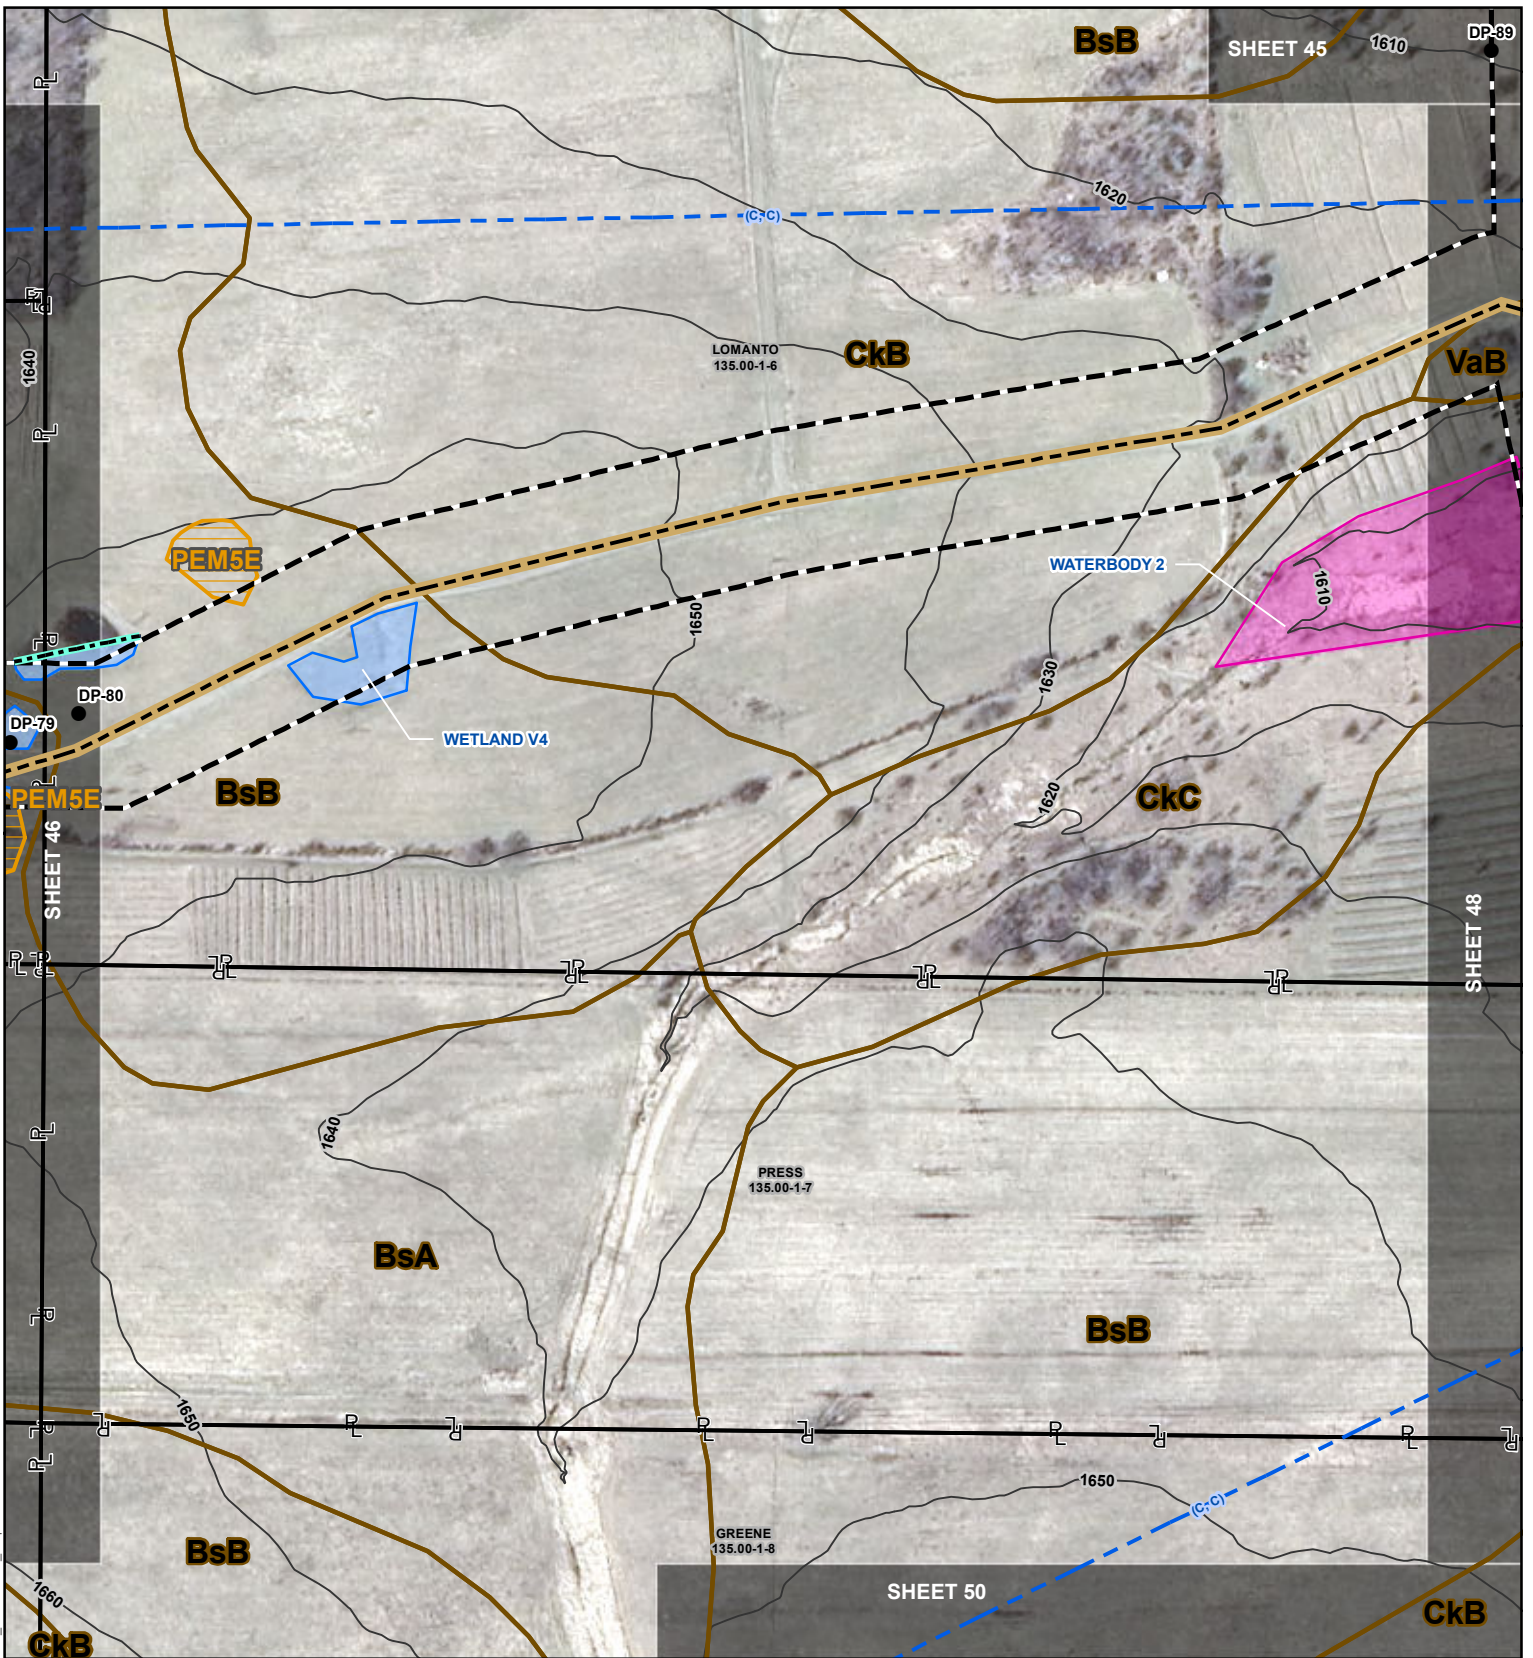 BsB
SHEET 45
1610
DP-89
1620
(C, C)
1640
LOMANTO
135.00-1-6
CkB
VaB
PEM5E
WATERBODY 2
1610
1650
1630
DP-80
DP-79
WETLAND V4
PEM5E
BsB
1620
CkC
SHEET 46
SHEET 48
PL
1640
PRESS
135.00-1-7
BsA
BsB
1650
1650
(C, C)
GREENE
135.00-1-8
BsB
SHEET 50
1660
CkB
CkB